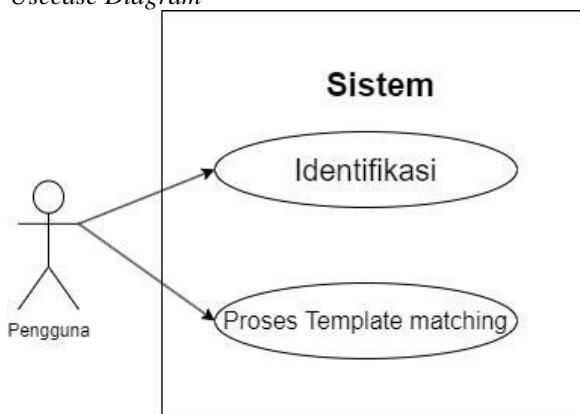 Usecase Diagram
Sistem
Identifikasi
Proses Template matching
Pengguna